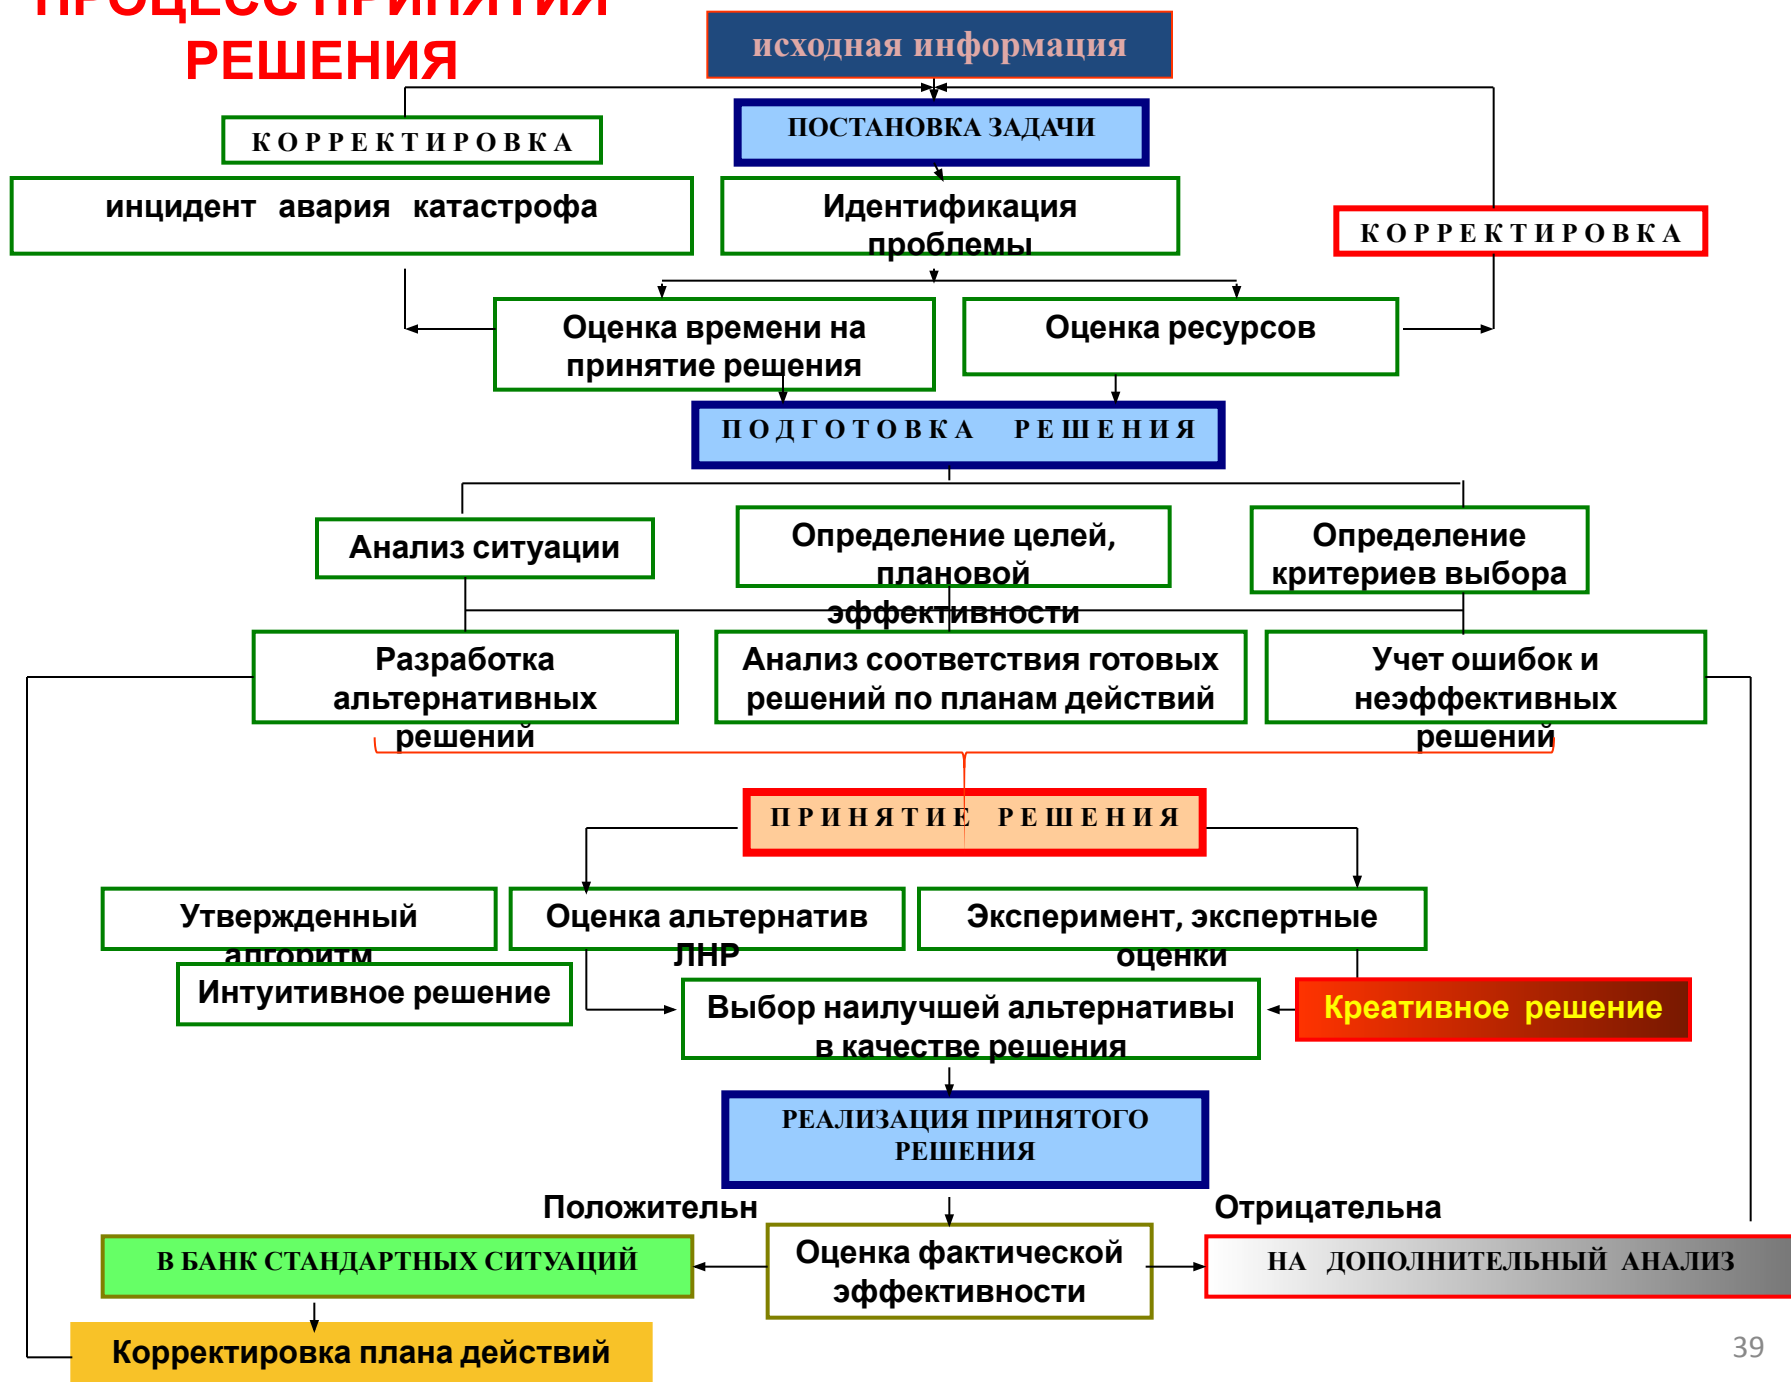 ПРОЦЕСС ПРИНЯТИЯ
РЕШЕНИЯ
исходная информация
КОРРЕКТИРОВКА
ПОСТАНОВКА ЗАДАЧИ
инцидент авария катастрофа
Идентификация
проблемы
КОРРЕКТИРОВКА
Оценка времени на
принятие решения
Оценка ресурсов
ПОДГОТОВКА РЕШЕНИЯ
Анализ ситуации
Определение целей,
плановой
эффективности
Определение
критериев выбора
Разработка
альтернативных
решений
Анализ соответствия готовых
решений по планам действий
Учет ошибок и
неэффективных
решений
ПРИНЯТИЕ РЕШЕНИЯ
Утвержденный
алгоритм
Оценка альтернатив
ЛНР
Эксперимент, экспертные
оценки
Интуитивное решение
Выбор наилучшей альтернативы
в качестве решения
Креативное решение
РЕАЛИЗАЦИЯ ПРИНЯТОГО
РЕШЕНИЯ
Положительн
Отрицательна
В БАНК СТАНДАРТНЫХ СИТУАЦИЙ
Оценка фактической
эффективности
НА ДОПОЛНИТЕЛЬНЫЙ АНАЛИЗ
Корректировка плана действий
39